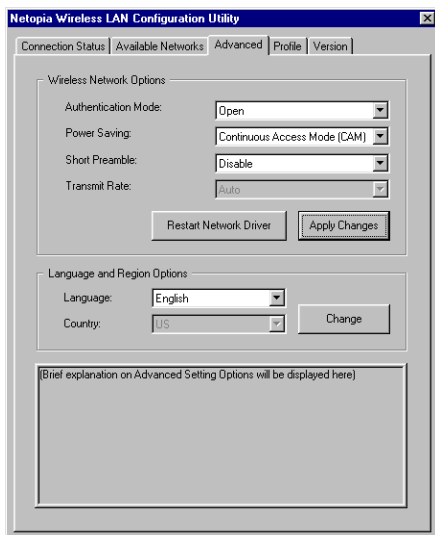 Netopia Wireless LAN Configuration Utility
Connection Status Available Networks Advanced Profile Version
Wireless Network Options
Authentication Mode: Open
Power Saving: Continuous Access Mode (CAM)
Short Preamble: Disable
Transmit Rate: Auto
Restart Network Driver Apply Changes
Language and Region Options
Language: English
Country: US
Change
(Brief explanation on Advanced Setting Options will be displayed here)